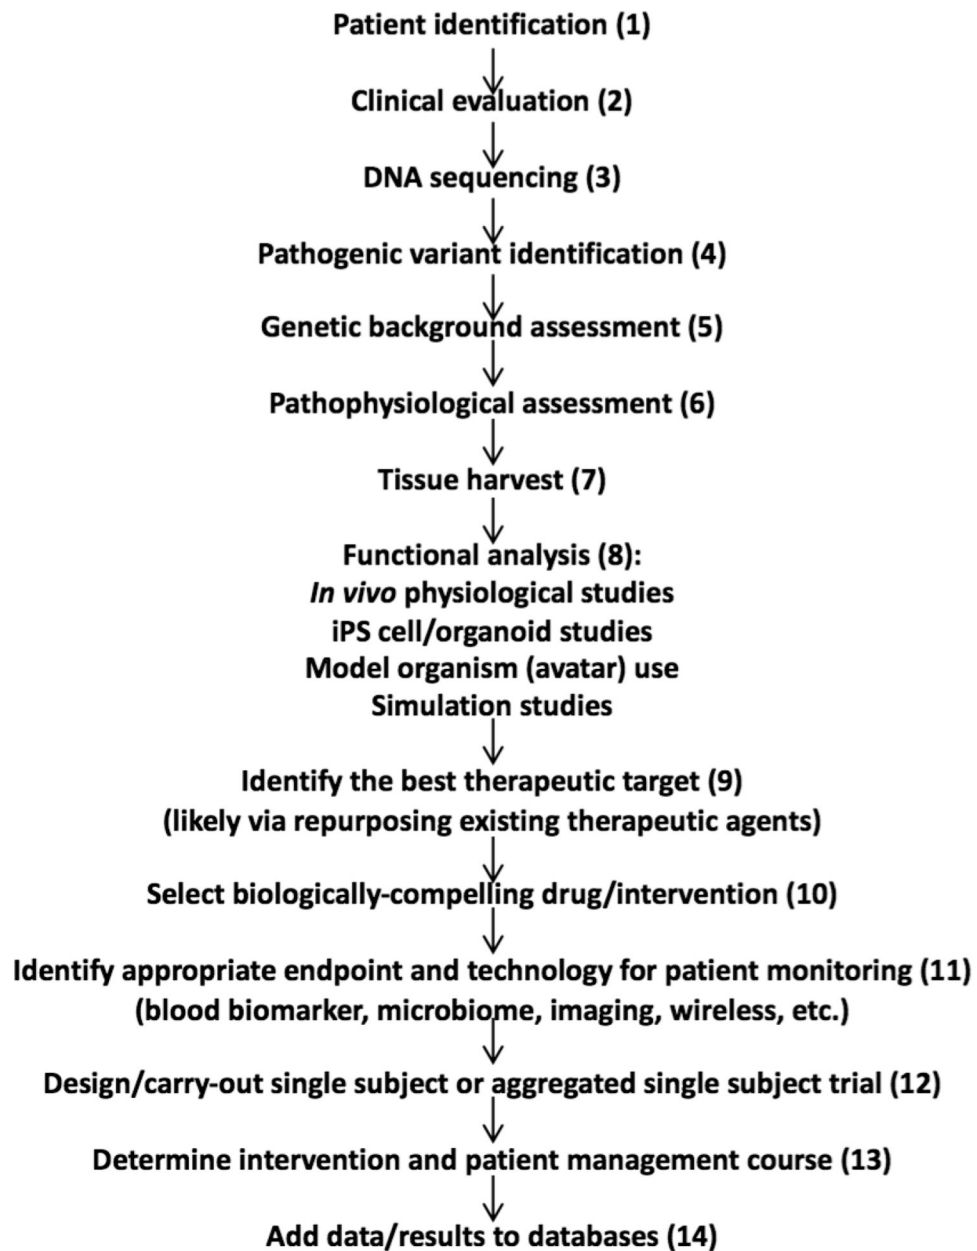 Patient identification (1)
Clinical evaluation (2)
DNA sequencing (3)
Pathogenic variant identification (4)
Genetic background assessment (5)
Pathophysiological assessment (6)
Tissue harvest (7)
Functional analysis (8):
In vivo physiological studies
iPS cell/organoid studies
Model organism (avatar) use
Simulation studies
Identify the best therapeutic target (9)
(likely via repurposing existing therapeutic agents)
Select biologically-compelling drug/intervention (10)
Identify appropriate endpoint and technology for patient monitoring (11)
(blood biomarker, microbiome, imaging, wireless, etc.)
Design/carry-out single subject or aggregated single subject trial (12)
Determine intervention and patient management course (13)
Add data/results to databases (14)